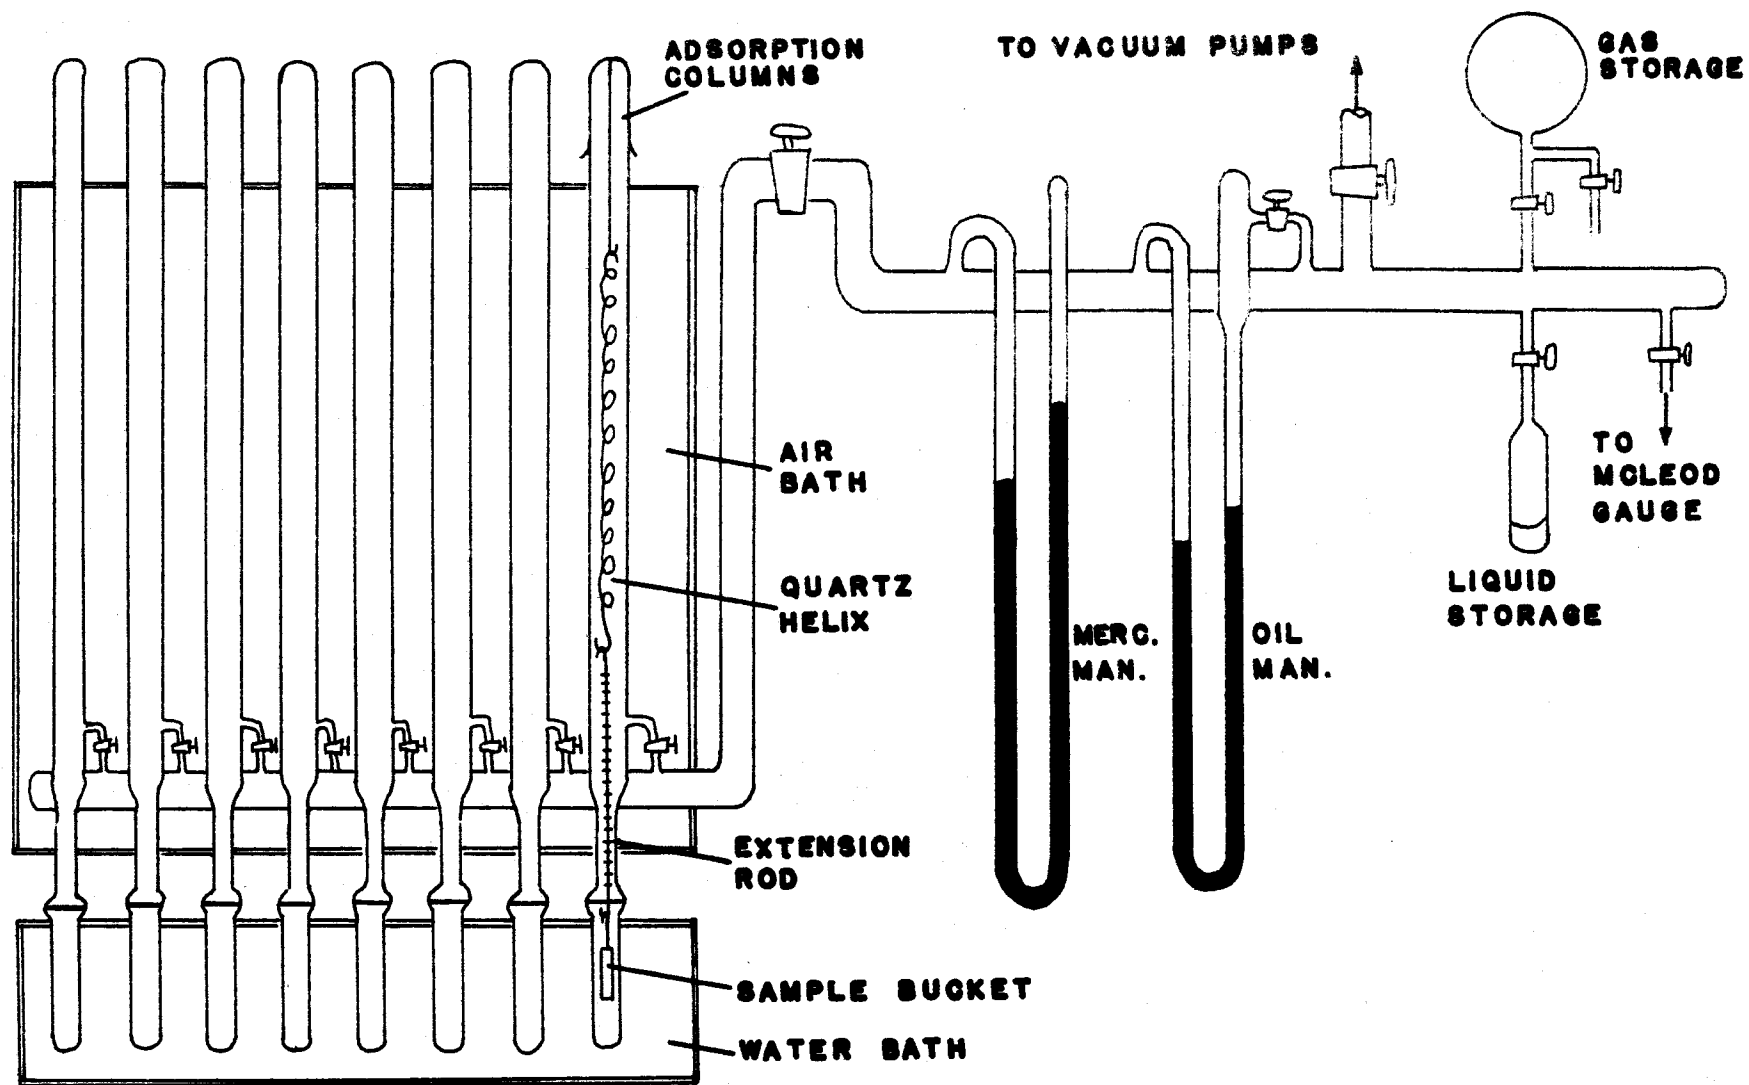 ADSORPTION
COLUMNS
TO VACUUM PUMPS
GAS
STORAGE
AIR
BATH
TO
MCLEOD
GAUGE
QUARTZ
HELIX
LIQUID
STORAGE
MERC.
MAN.
OIL
MAN.
EXTENSION
ROD
SAMPLE BUCKET
WATER BATH